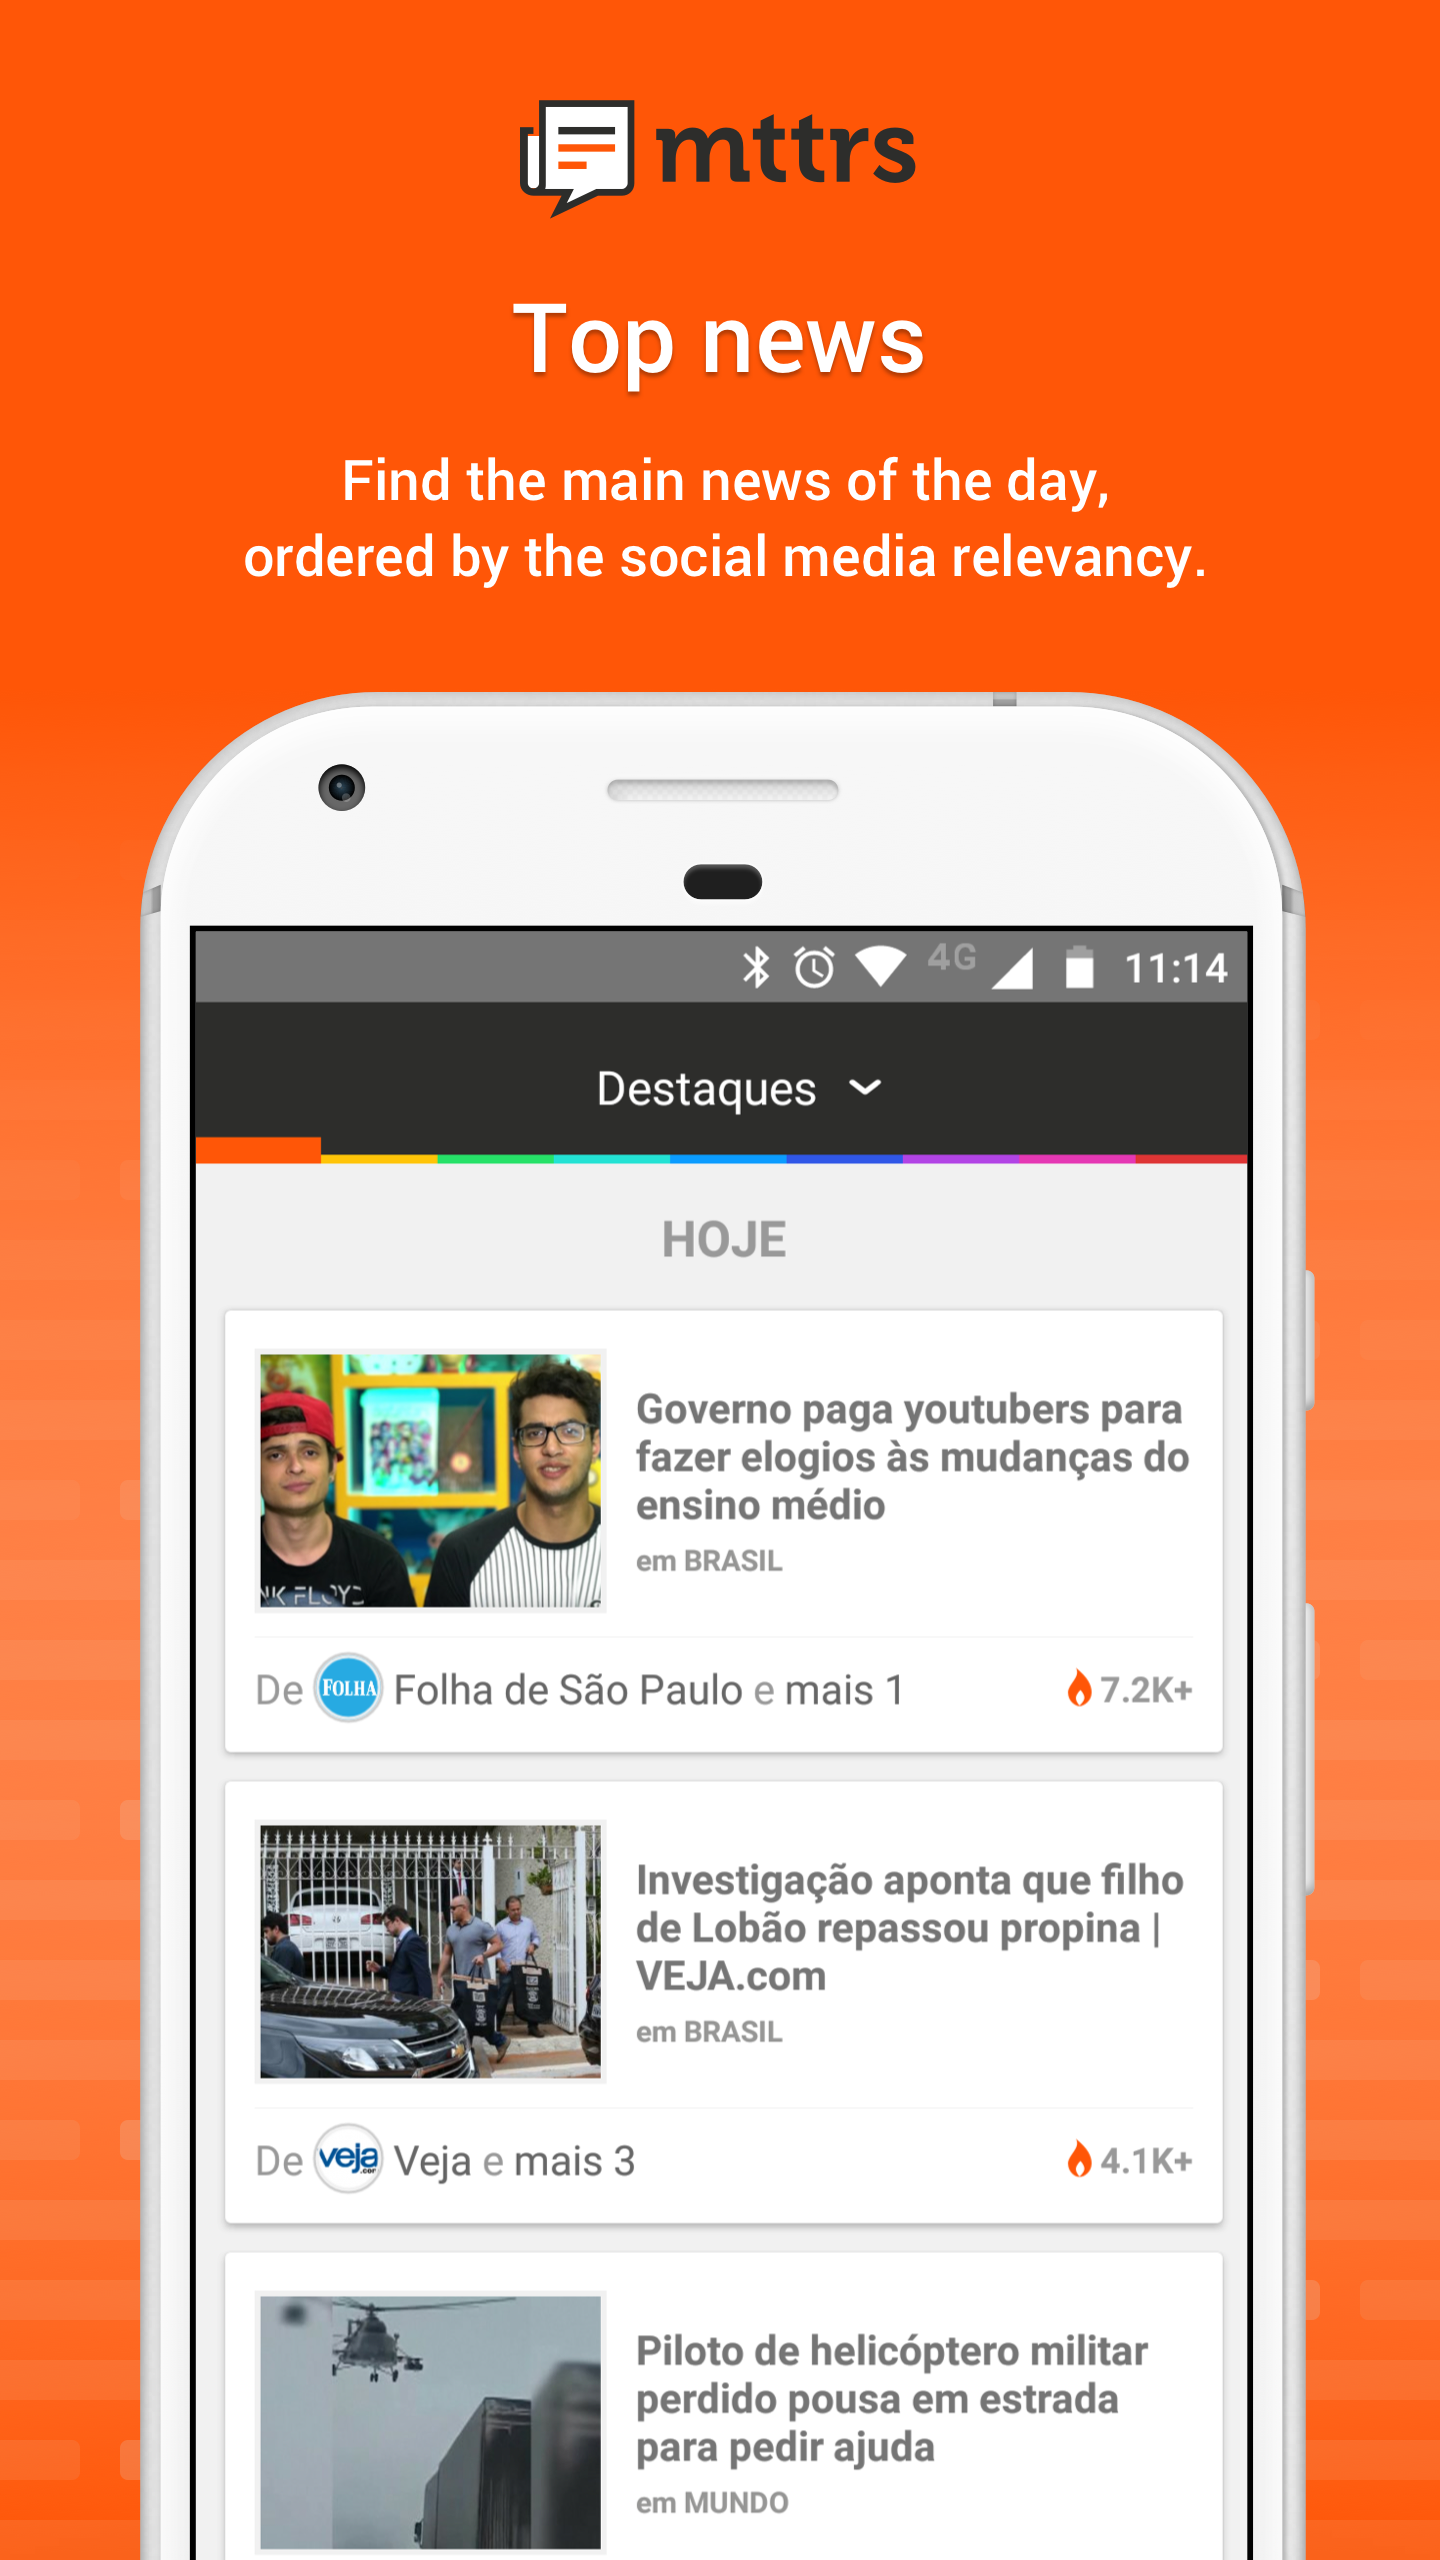 mttrs
Top news
Find the main news of the day,
ordered by the social media relevancy.
4G 11:14
Destaques
HOJE
Governo paga youtubers para
fazer elogios às mudanças do
ensino médio
em BRASIL
NK FLOYD
De FOLHA Folha de São Paulo e mais 1 7.2K+
Investigação aponta que filho
de Lobão repassou propina |
VEJA.com
em BRASIL
De veja.com Veja e mais 3 4.1K+
Piloto de helicóptero militar
perdido pousa em estrada
para pedir ajuda
em MUNDO